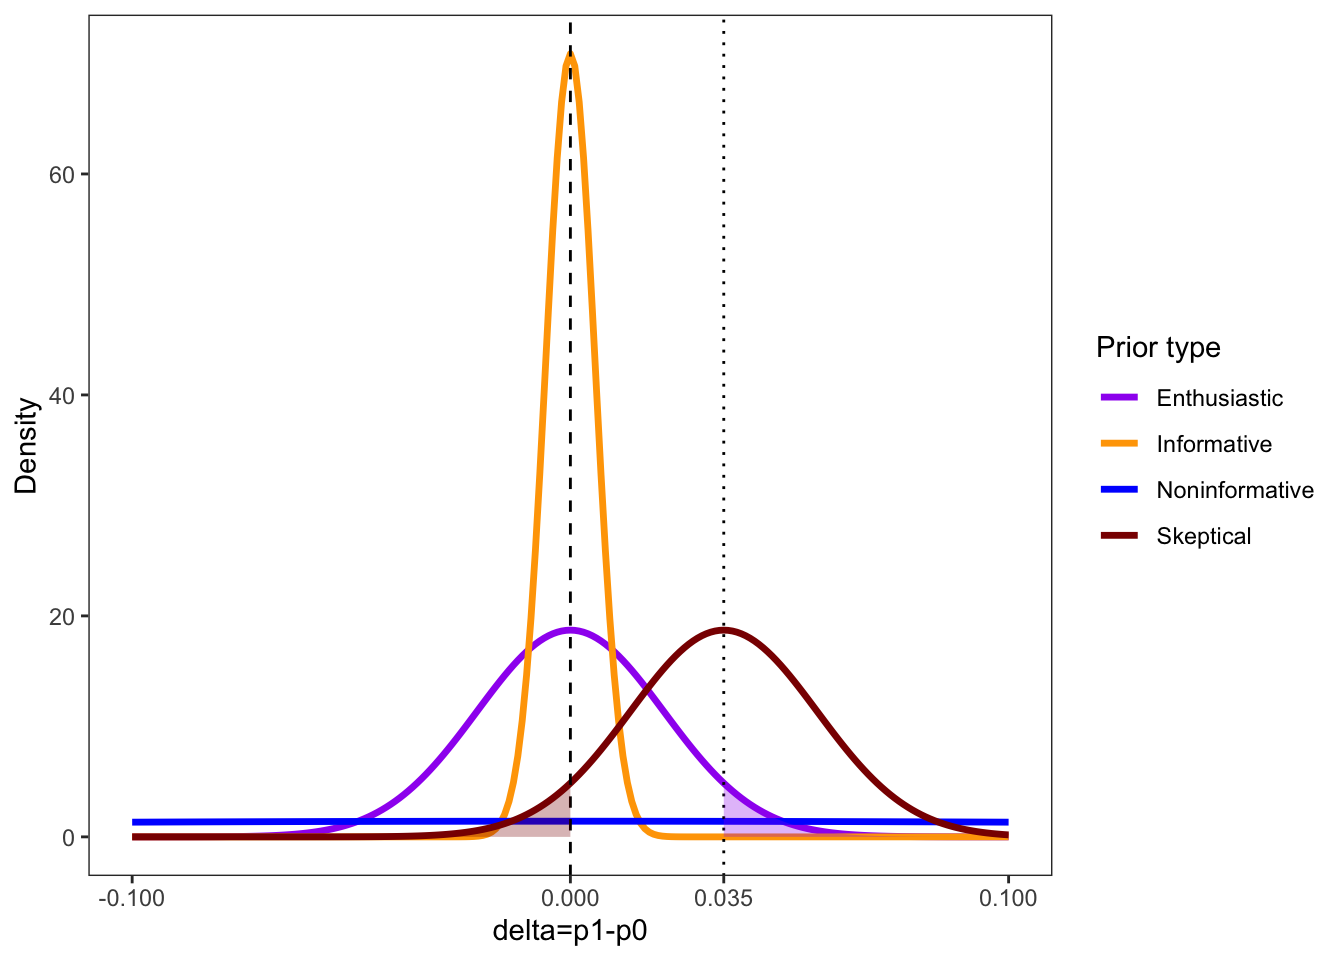 Density
60
40
20
0
-0.100
0.000
0.035
0.100
delta=p1-p0
Prior type
Enthusiastic
Informative
Noninformative
Skeptical